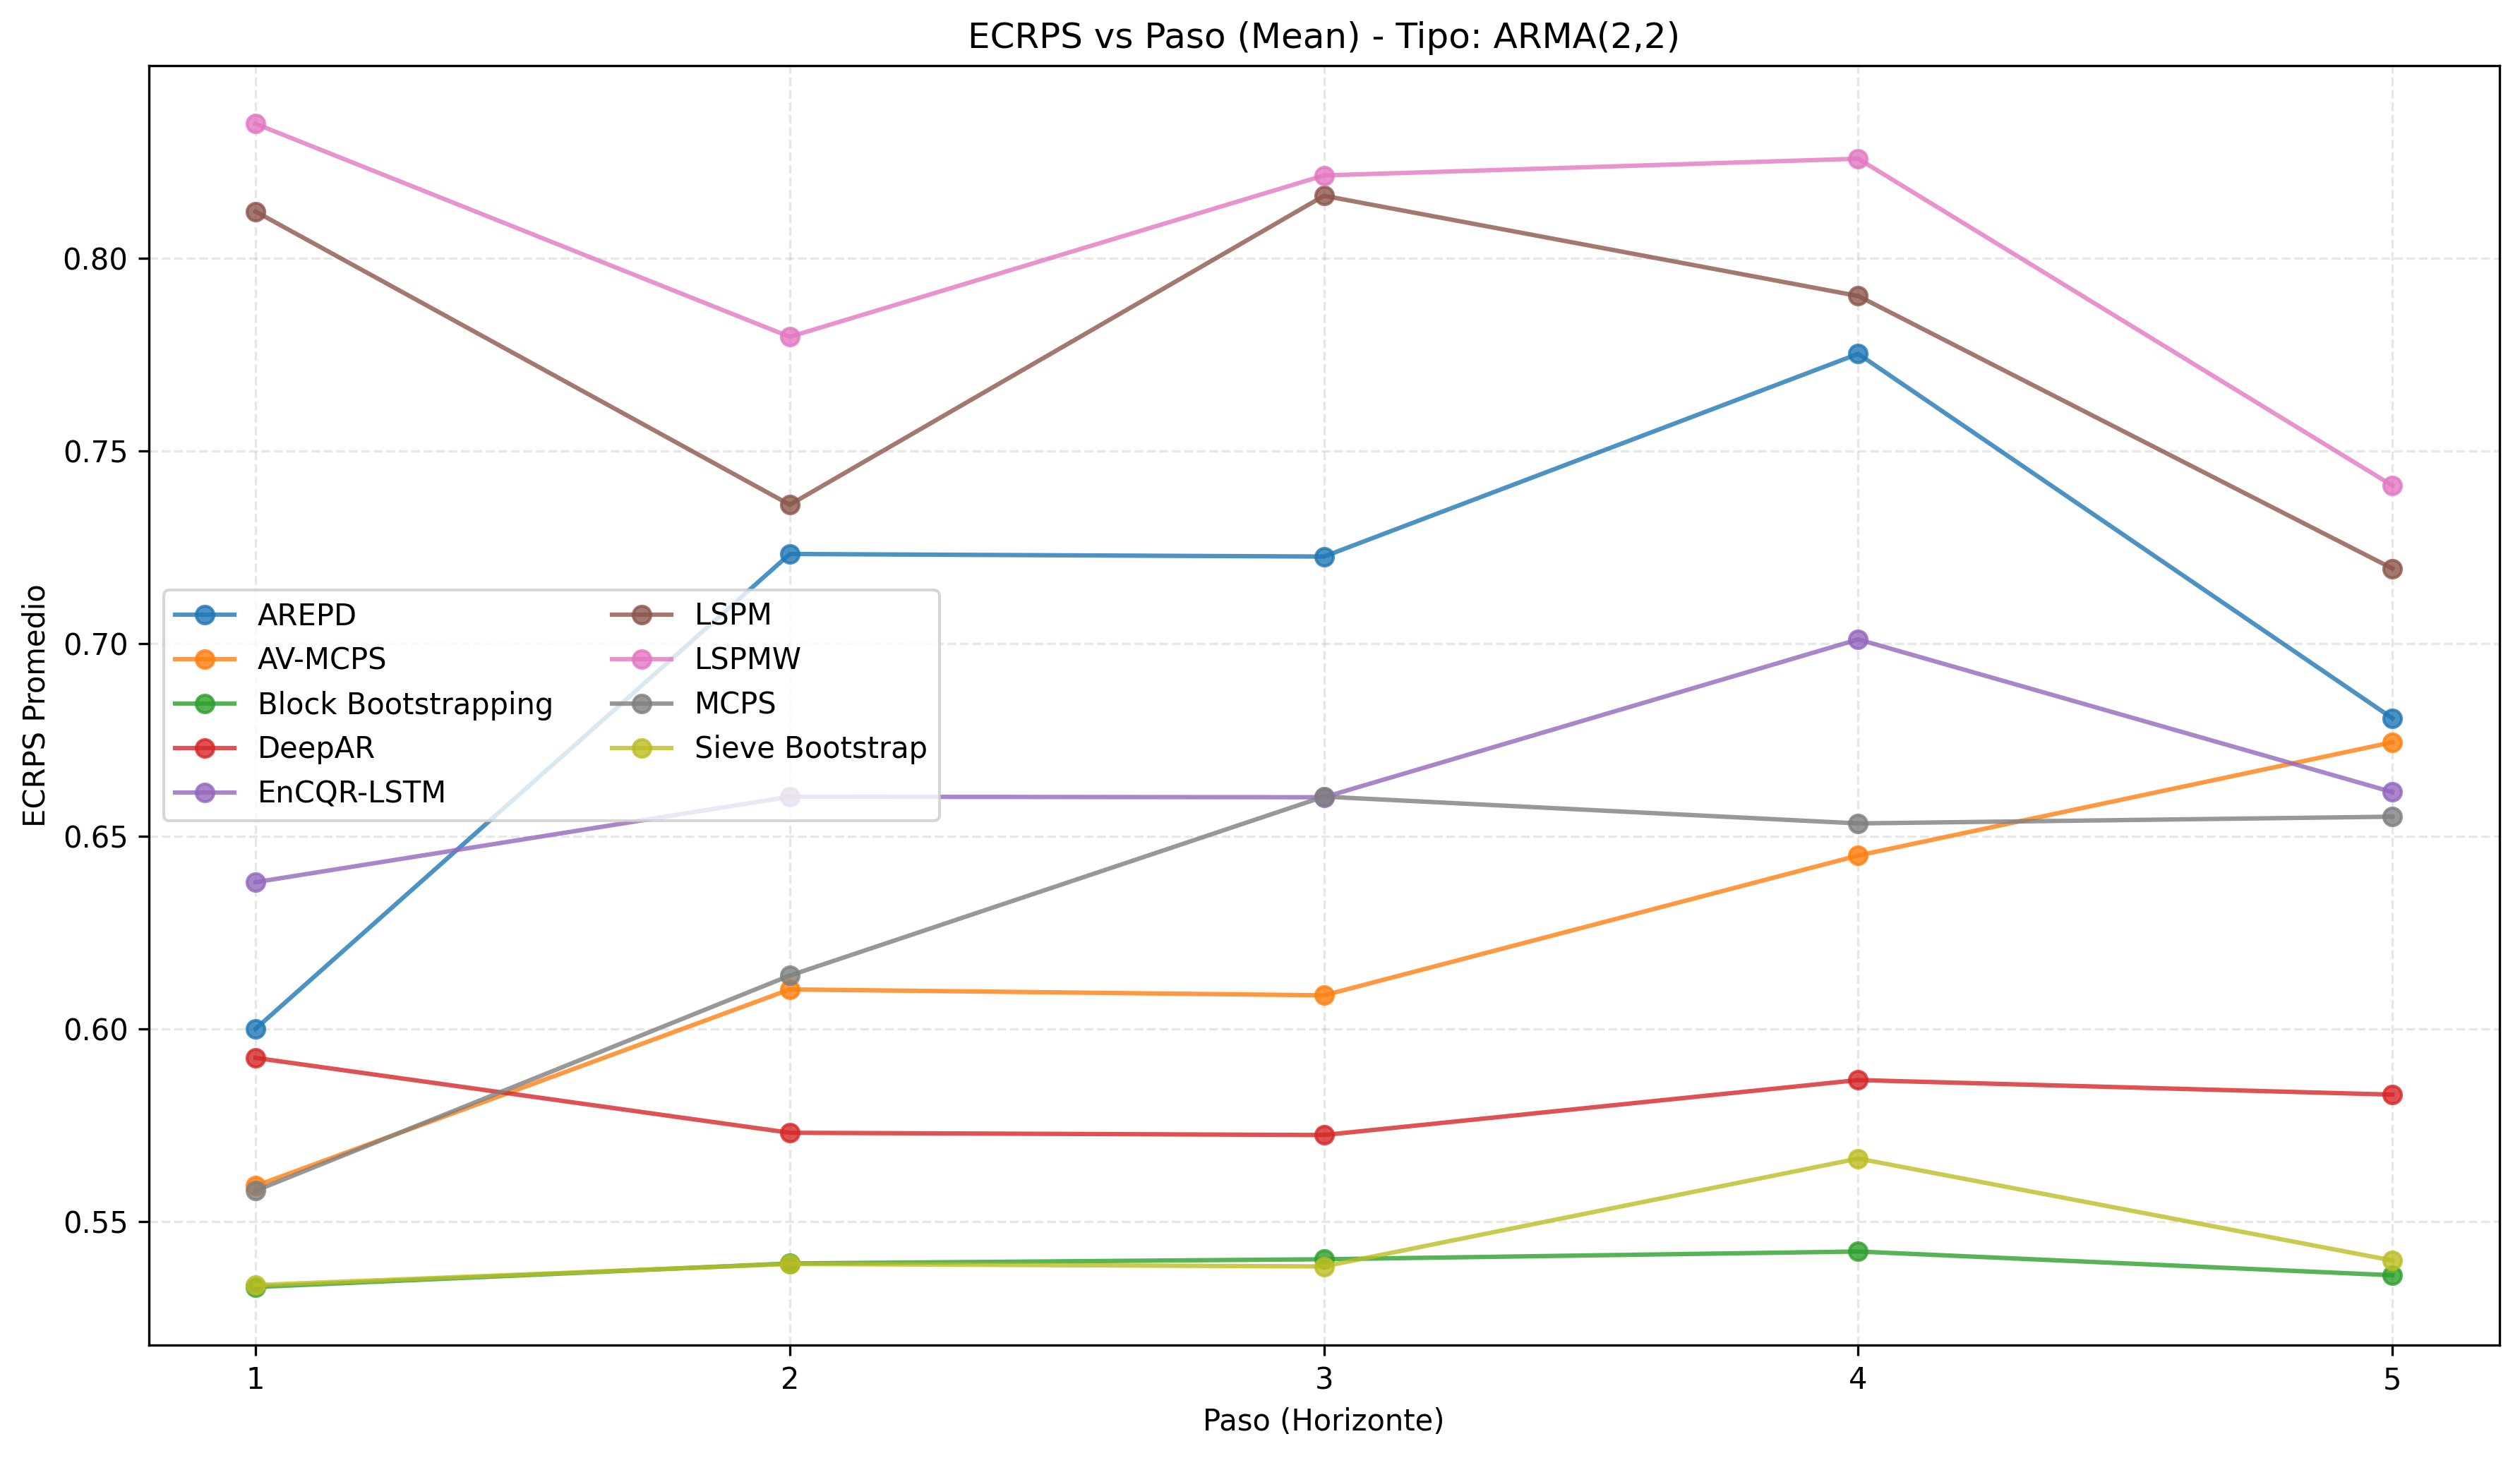 ECRPS vs Paso (Mean) - Tipo: ARMA(2,2)
ECRPS Promedio
0.80
0.75
0.70
0.65
0.60
0.55
AREPD
AV-MCPS
Block Bootstrapping
DeepAR
EnCQR-LSTM
LSPM
LSPMW
MCPS
Sieve Bootstrap
1 2 3 4 5
Paso (Horizonte)